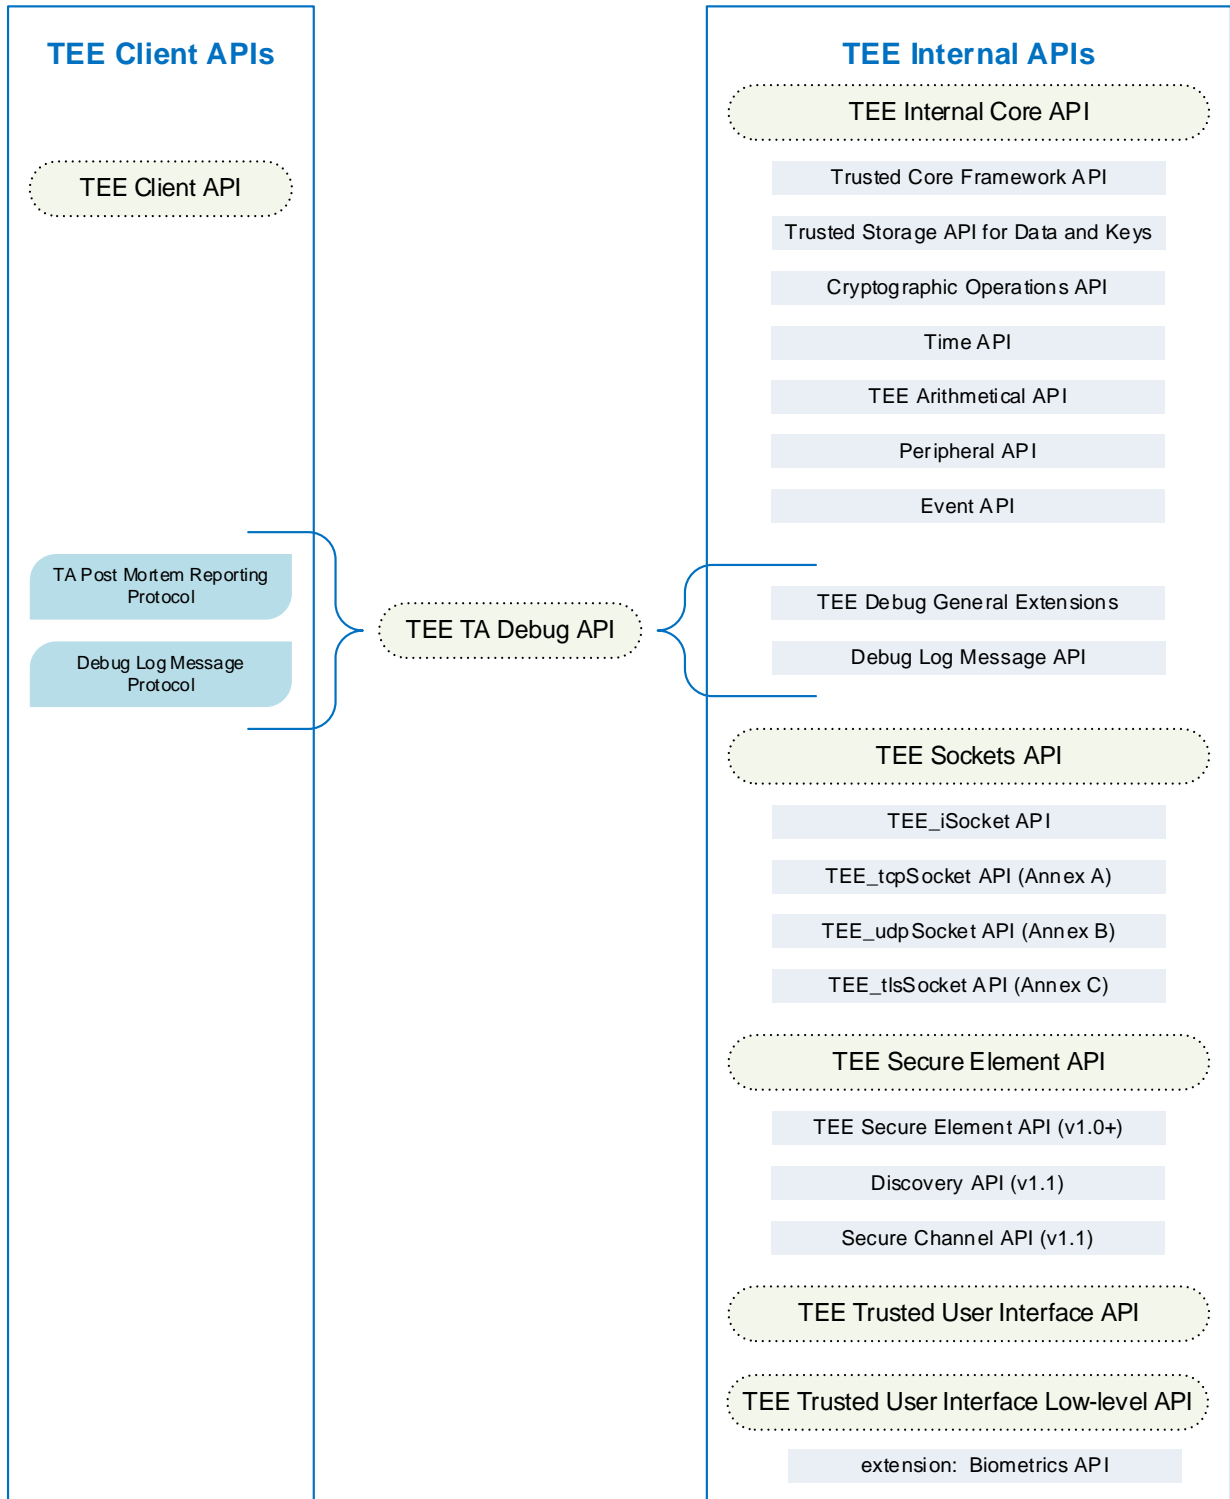 TEE Client APIs
TEE Client API
TA Post Mortem Reporting
Protocol
Debug Log Message
Protocol
TEE TA Debug API
TEE Internal APIs
TEE Internal Core API
Trusted Core Framework API
Trusted Storage API for Data and Keys
Cryptographic Operations API
Time API
TEE Arithmetical API
Peripheral API
Event API
TEE Debug General Extensions
Debug Log Message API
TEE Sockets API
TEE_iSocket API
TEE_tcpSocket API (Annex A)
TEE_udpSocket API (Annex B)
TEE_tlsSocket API (Annex C)
TEE Secure Element API
TEE Secure Element API (v1.0+)
Discovery API (v1.1)
Secure Channel API (v1.1)
TEE Trusted User Interface API
TEE Trusted User Interface Low-level API
extension: Biometrics API